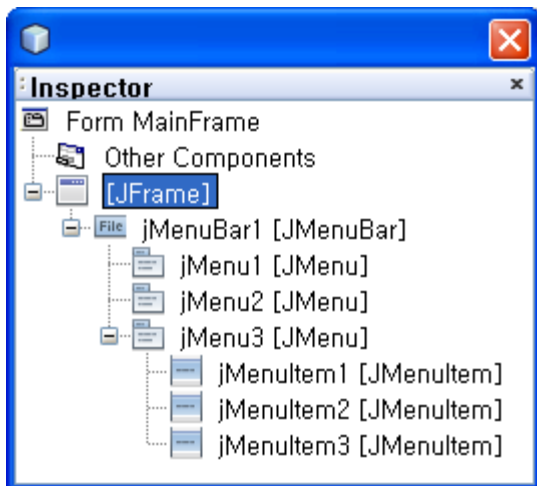 Inspector
Form MainFrame
Other Components
[JFrame]
File jMenuBar1 [JMenuBar]
jMenu1 [JMenu]
jMenu2 [JMenu]
jMenu3 [JMenu]
jMenuItem1 [JMenuItem]
jMenuItem2 [JMenuItem]
jMenuItem3 [JMenuItem]